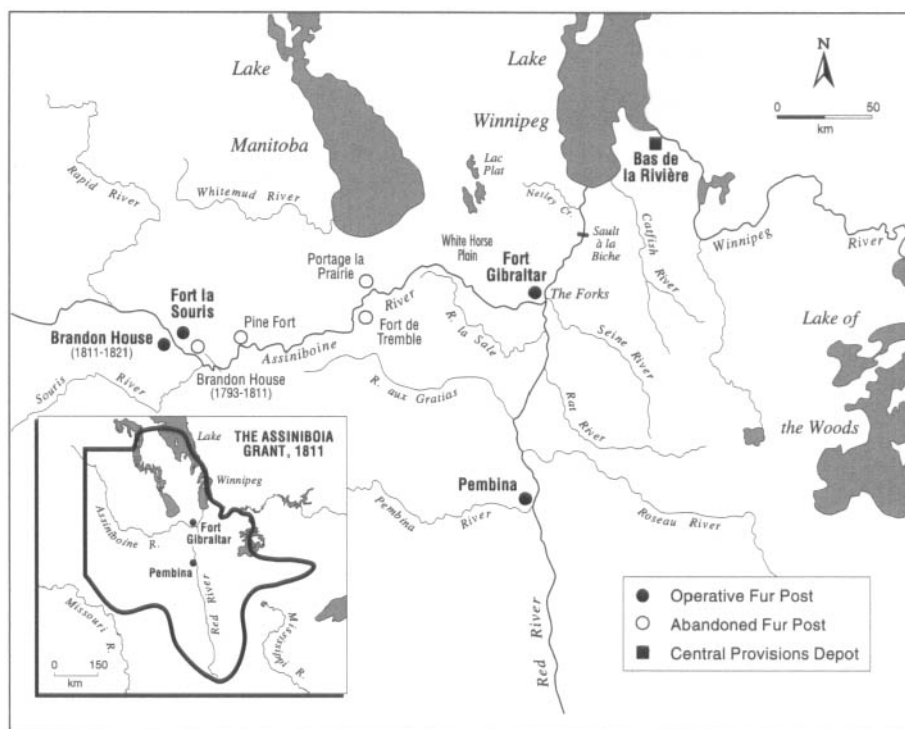 Lake
Manitoba
Lake
Winnipeg
N
0 50
km
Lac
Plat
Bas de
la Rivière
Rapid River
Whitemud River
Netley Cr.
Sault
à la
Biche
Catfish River
Winnipeg River
White Horse
Plain
Portage la
Prairie
Fort
Gibraltar
The Forks
Fort la
Souris
Pine Fort
Assiniboine River
Fort de
Tremble
R. la Sale
Seine River
Lake of
the Woods
Brandon House
(1811-1821)
Brandon House
(1793-1811)
Souris River
R. aux Gratias
Rat River
Pembina
Pembina River
Roseau River
Red River
THE ASSINIBOIA
GRANT, 1811
Lake
Winnipeg
Assiniboine R.
Fort
Gibraltar
Pembina
Red River
Missouri R.
Mississippi R.
0 150
km
Operative Fur Post
Abandoned Fur Post
Central Provisions Depot